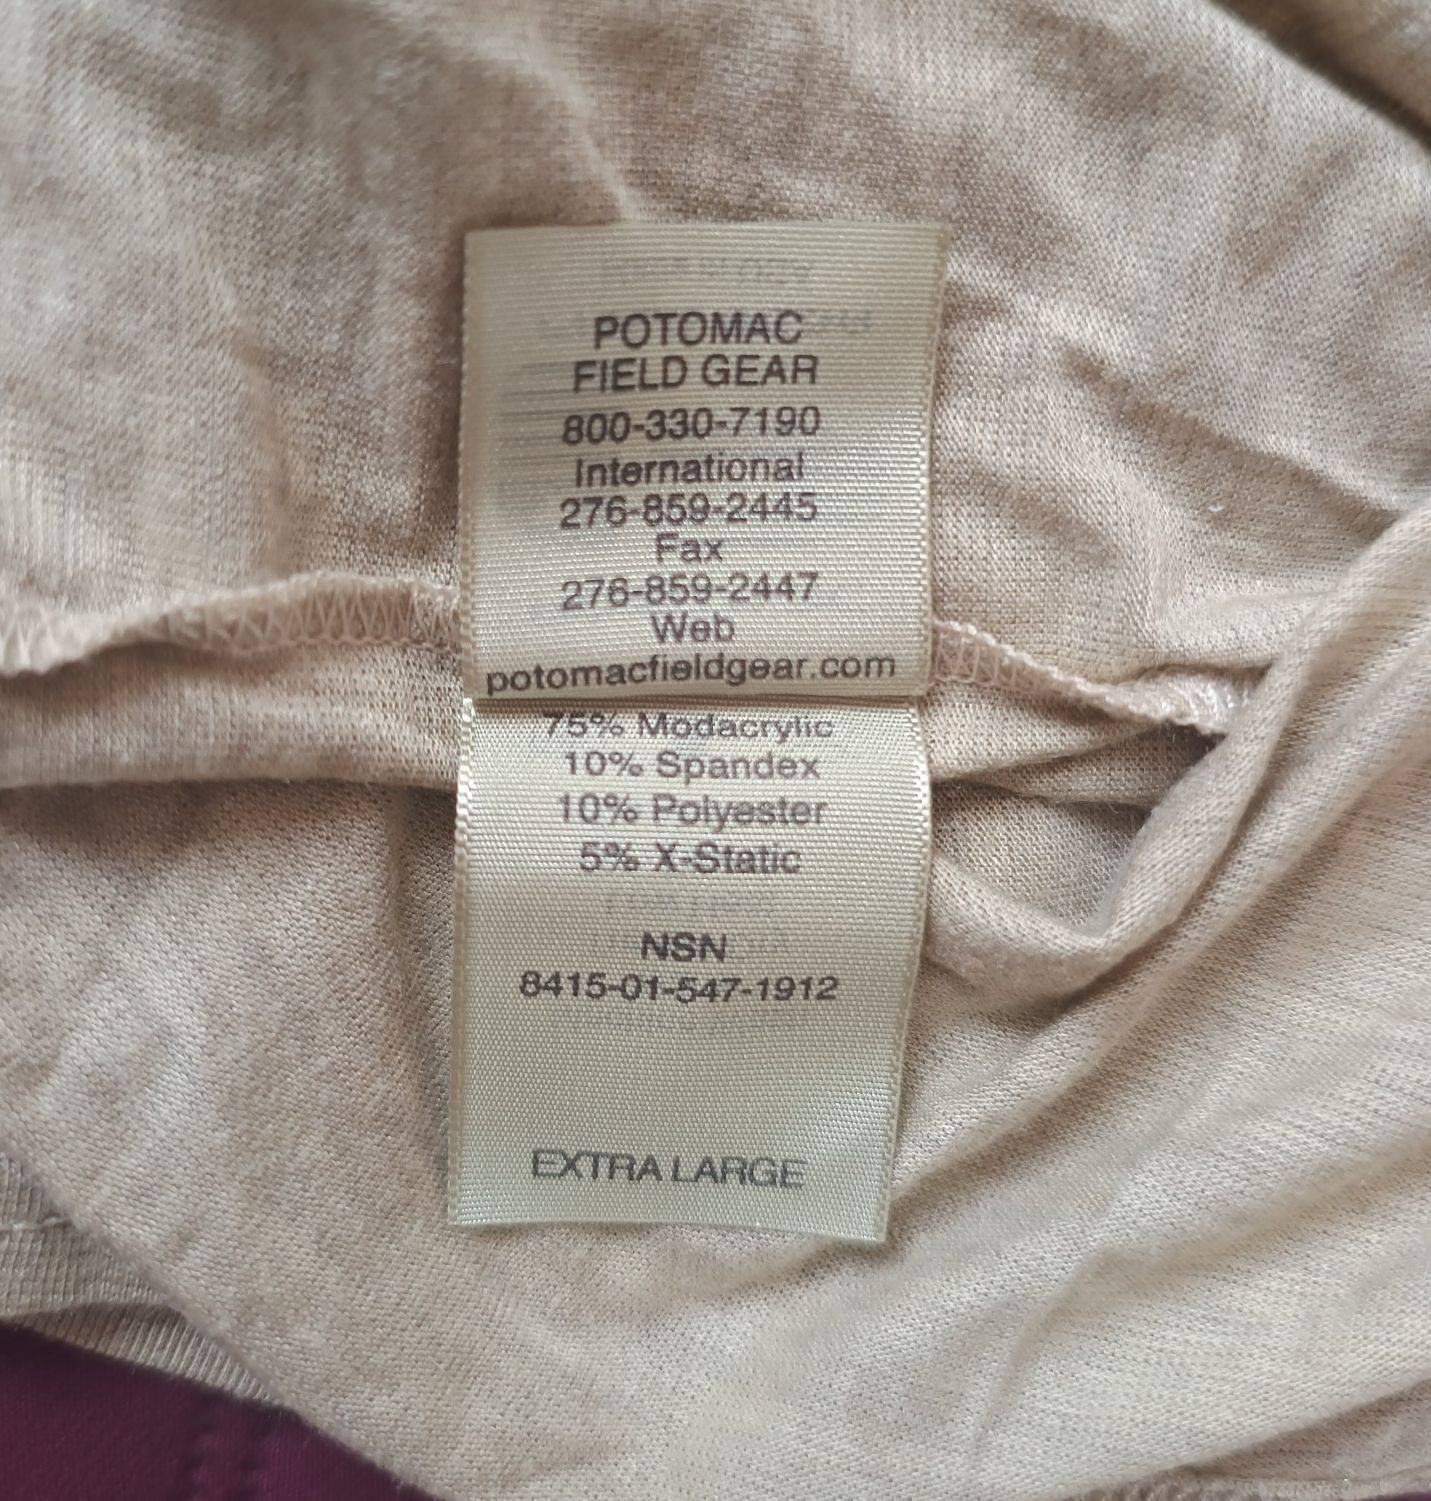 POTOMAC
FIELD GEAR
800-330-7190
International
276-859-2445
Fax
276-859-2447
Web
potomacfieldgear.com
75% Modacrylic
10% Spandex
10% Polyester
5% X-Static
NSN
8415-01-547-1912
EXTRA LARGE